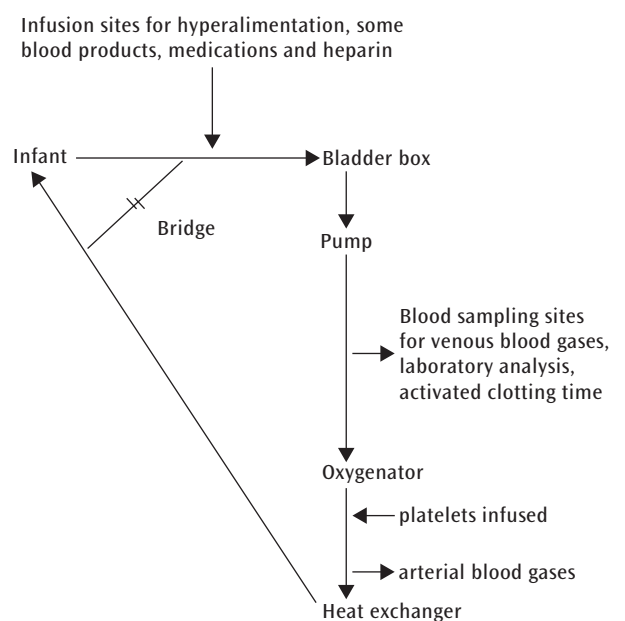 Infusion sites for hyperalimentation, some
blood products, medications and heparin
Infant
Bladder box
Bridge
Pump
Blood sampling sites
for venous blood gases,
laboratory analysis,
activated clotting time
Oxygenator
platelets infused
arterial blood gases
Heat exchanger